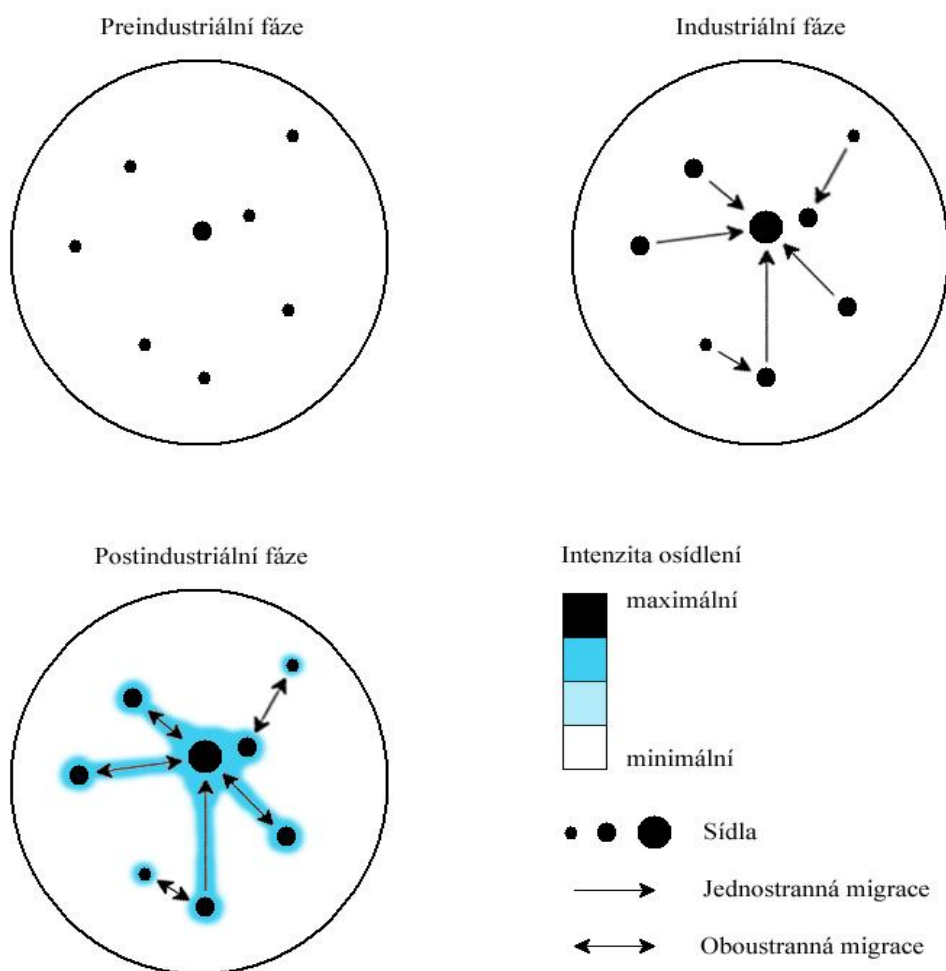 Preindustriální fáze
Industriální fáze
Postindustriální fáze
Intenzita osídlení
maximální
minimální
Sídla
Jednostranná migrace
Oboustranná migrace